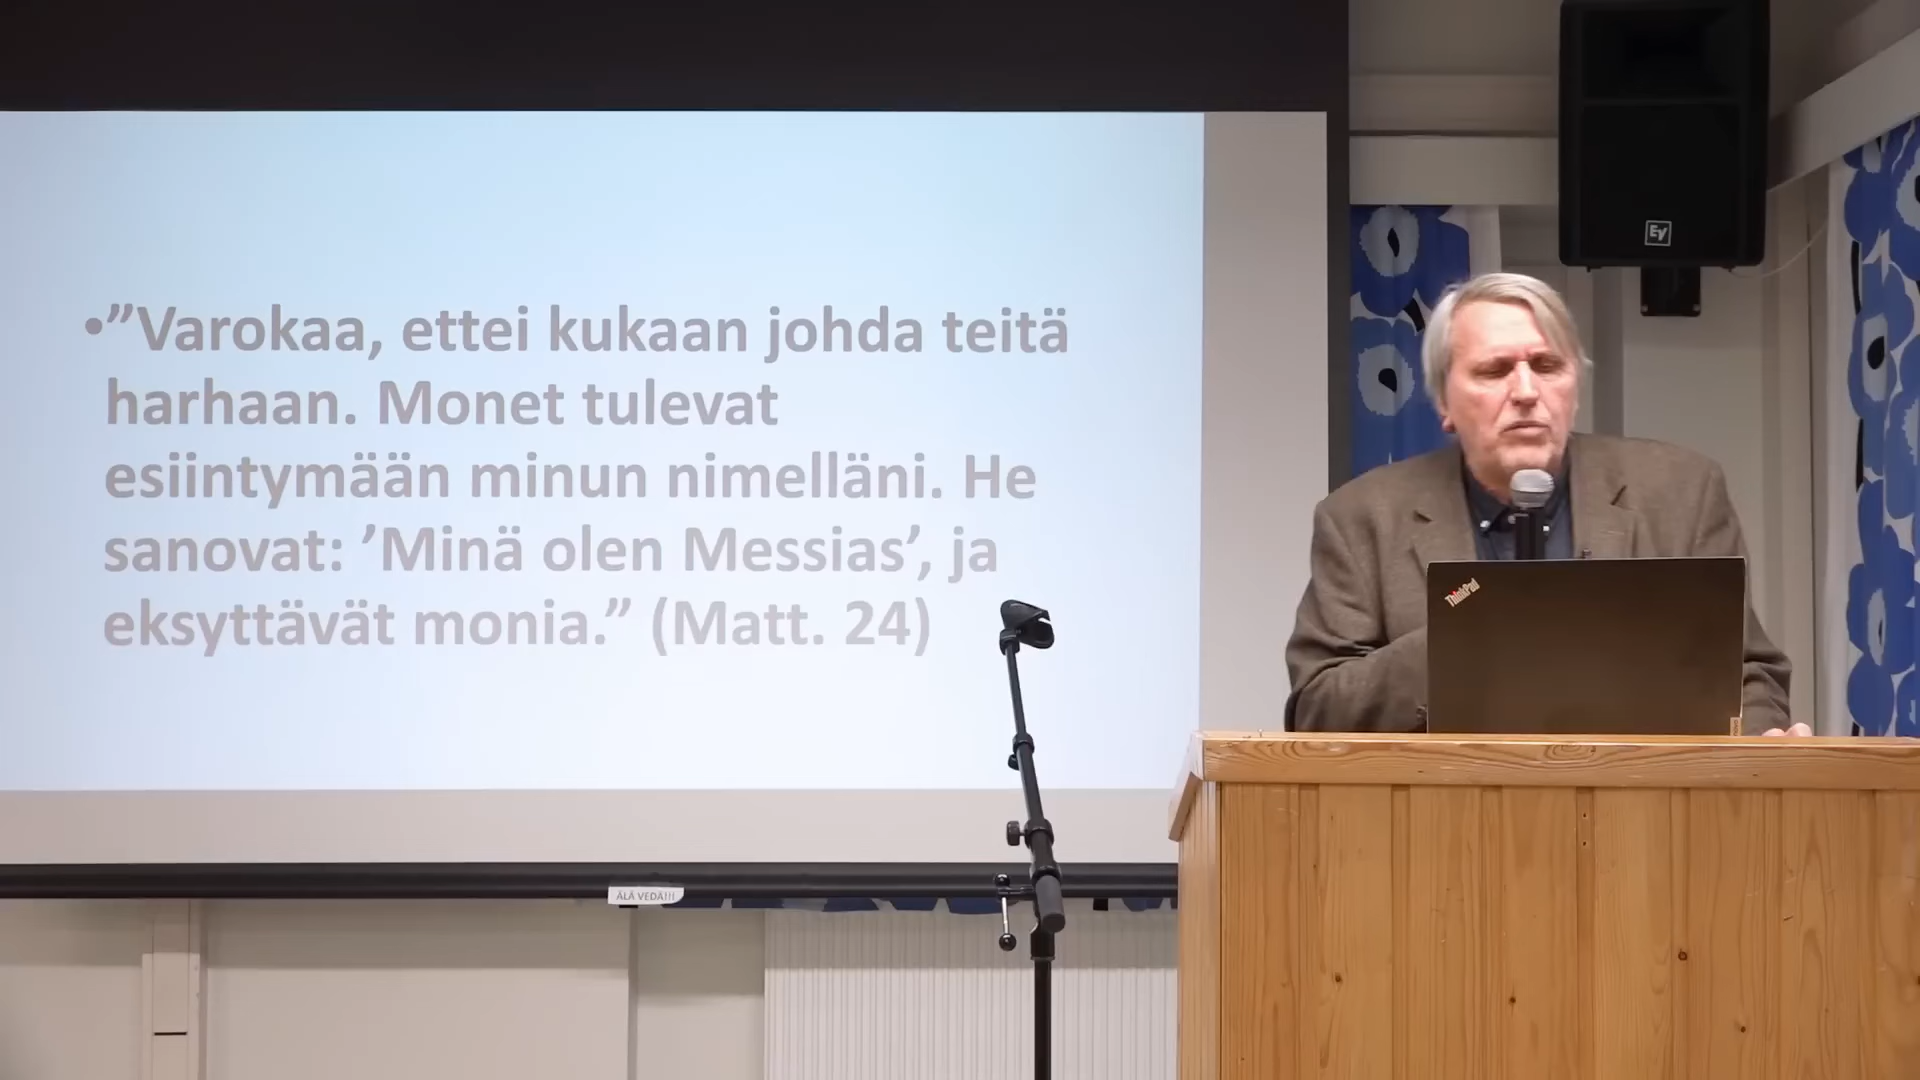 •”Varokaa, ettei kukaan johda teitä
harhaan. Monet tulevat
esiintymään minun nimelläni. He
sanovat: ’Minä olen Messias’, ja
eksyttävät monia.” (Matt. 24)
EV
ThinkPad
ÄLÄ VEDÄ!!!